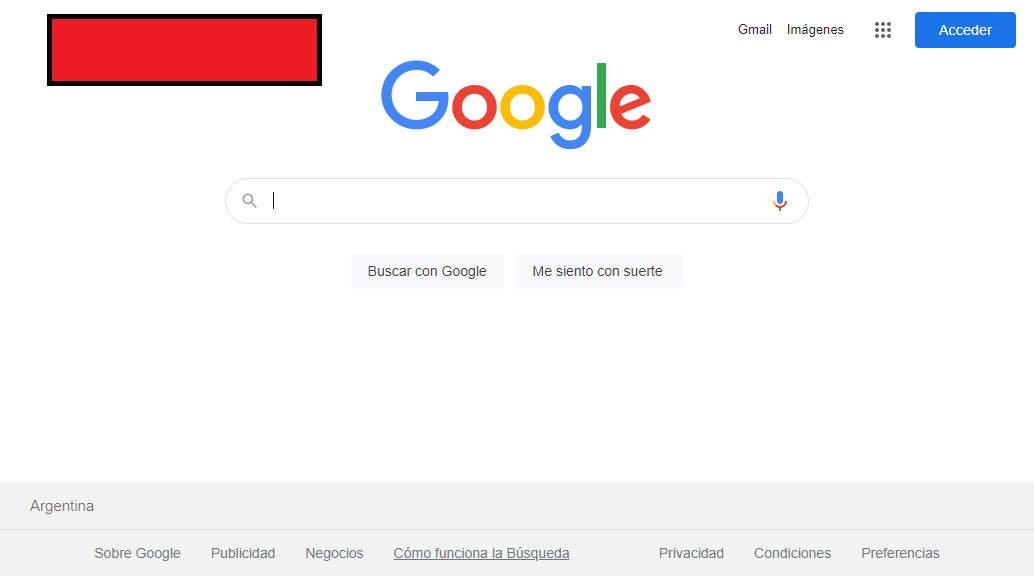 Gmail Imágenes Acceder
Google
Buscar con Google Me siento con suerte
Argentina
Sobre Google Publicidad Negocios Cómo funciona la Búsqueda Privacidad Condiciones Preferencias